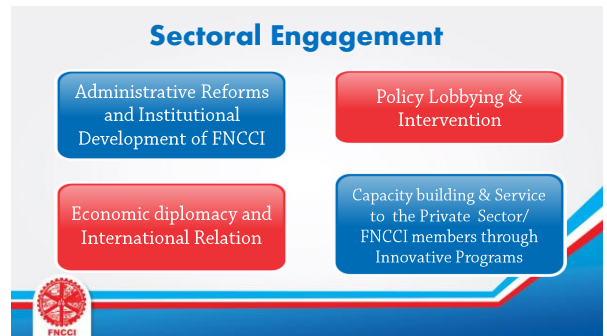 Sectoral Engagement
Administrative Reforms
and Institutional
Development of FNCCI
Policy Lobbying &
Intervention
Economic diplomacy and
International Relation
Capacity building & Service
to the Private Sector/
FNCCI members through
Innovative Programs
FNCCI